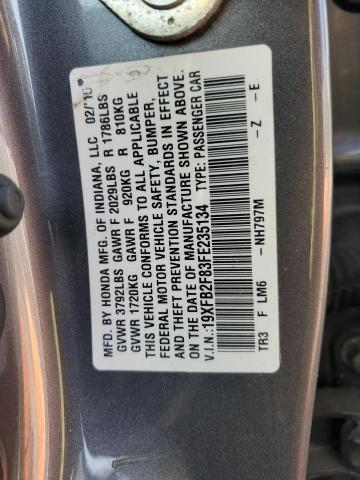 MFD. BY HONDA MFG. OF INDIANA, LLC 02/15
GVWR 3792LBS GAWR F 2029LBS R 1786LBS
GVWR 1720KG GAWR F 920KG R 810KG
THIS VEHICLE CONFORMS TO ALL APPLICABLE
FEDERAL MOTOR VEHICLE SAFETY, BUMPER,
AND THEFT PREVENTION STANDARDS IN EFFECT
ON THE DATE OF MANUFACTURE SHOWN ABOVE.
V.I.N.:19XFB2F83FE235134 TYPE: PASSENGER CAR
TR3 F LM6 -NH797M -Z -E